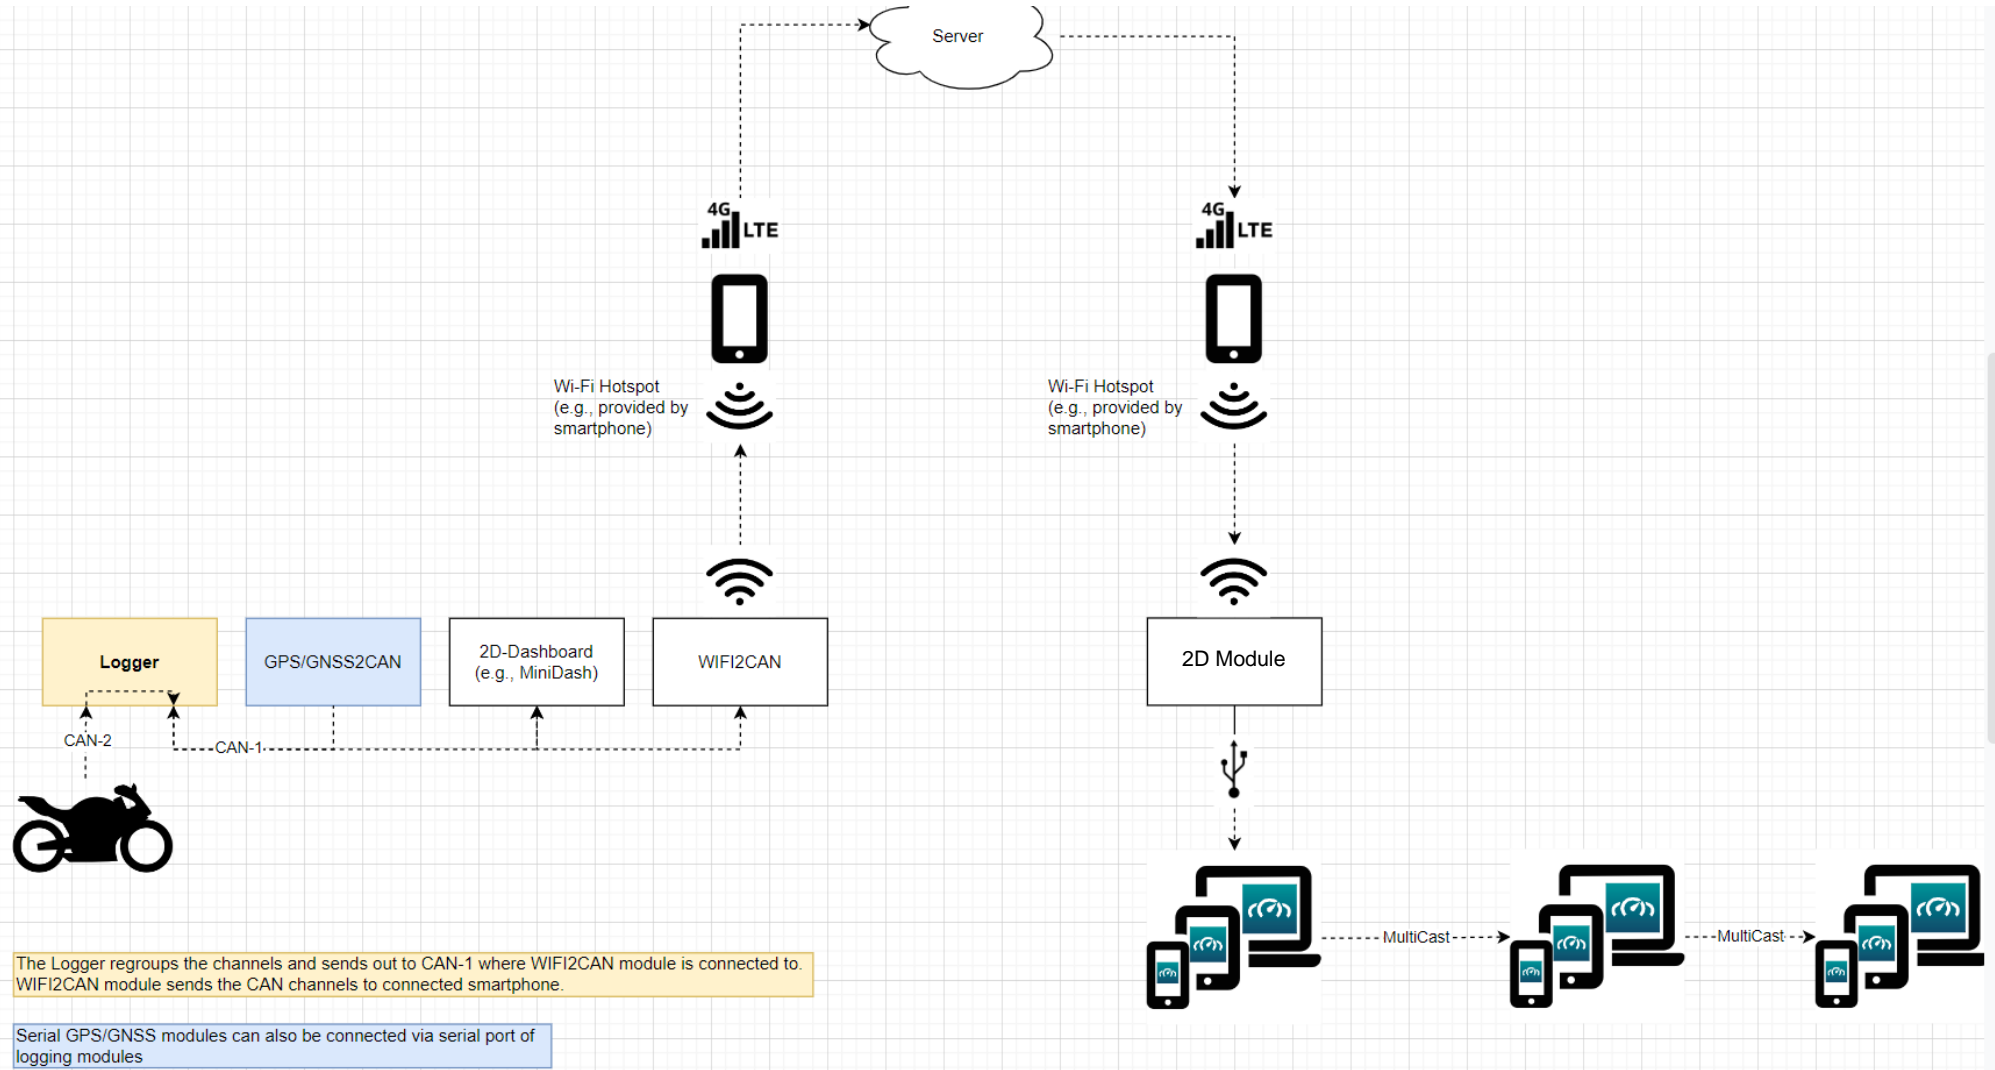 Server
4G
LTE
4G
LTE
Wi-Fi Hotspot
(e.g., provided by
smartphone)
Wi-Fi Hotspot
(e.g., provided by
smartphone)
Logger
GPS/GNSS2CAN
2D-Dashboard
(e.g., MiniDash)
WIFI2CAN
2D Module
CAN-2
CAN-1
MultiCast
MultiCast
The Logger regroups the channels and sends out to CAN-1 where WIFI2CAN module is connected to.
WIFI2CAN module sends the CAN channels to connected smartphone.
Serial GPS/GNSS modules can also be connected via serial port of
logging modules